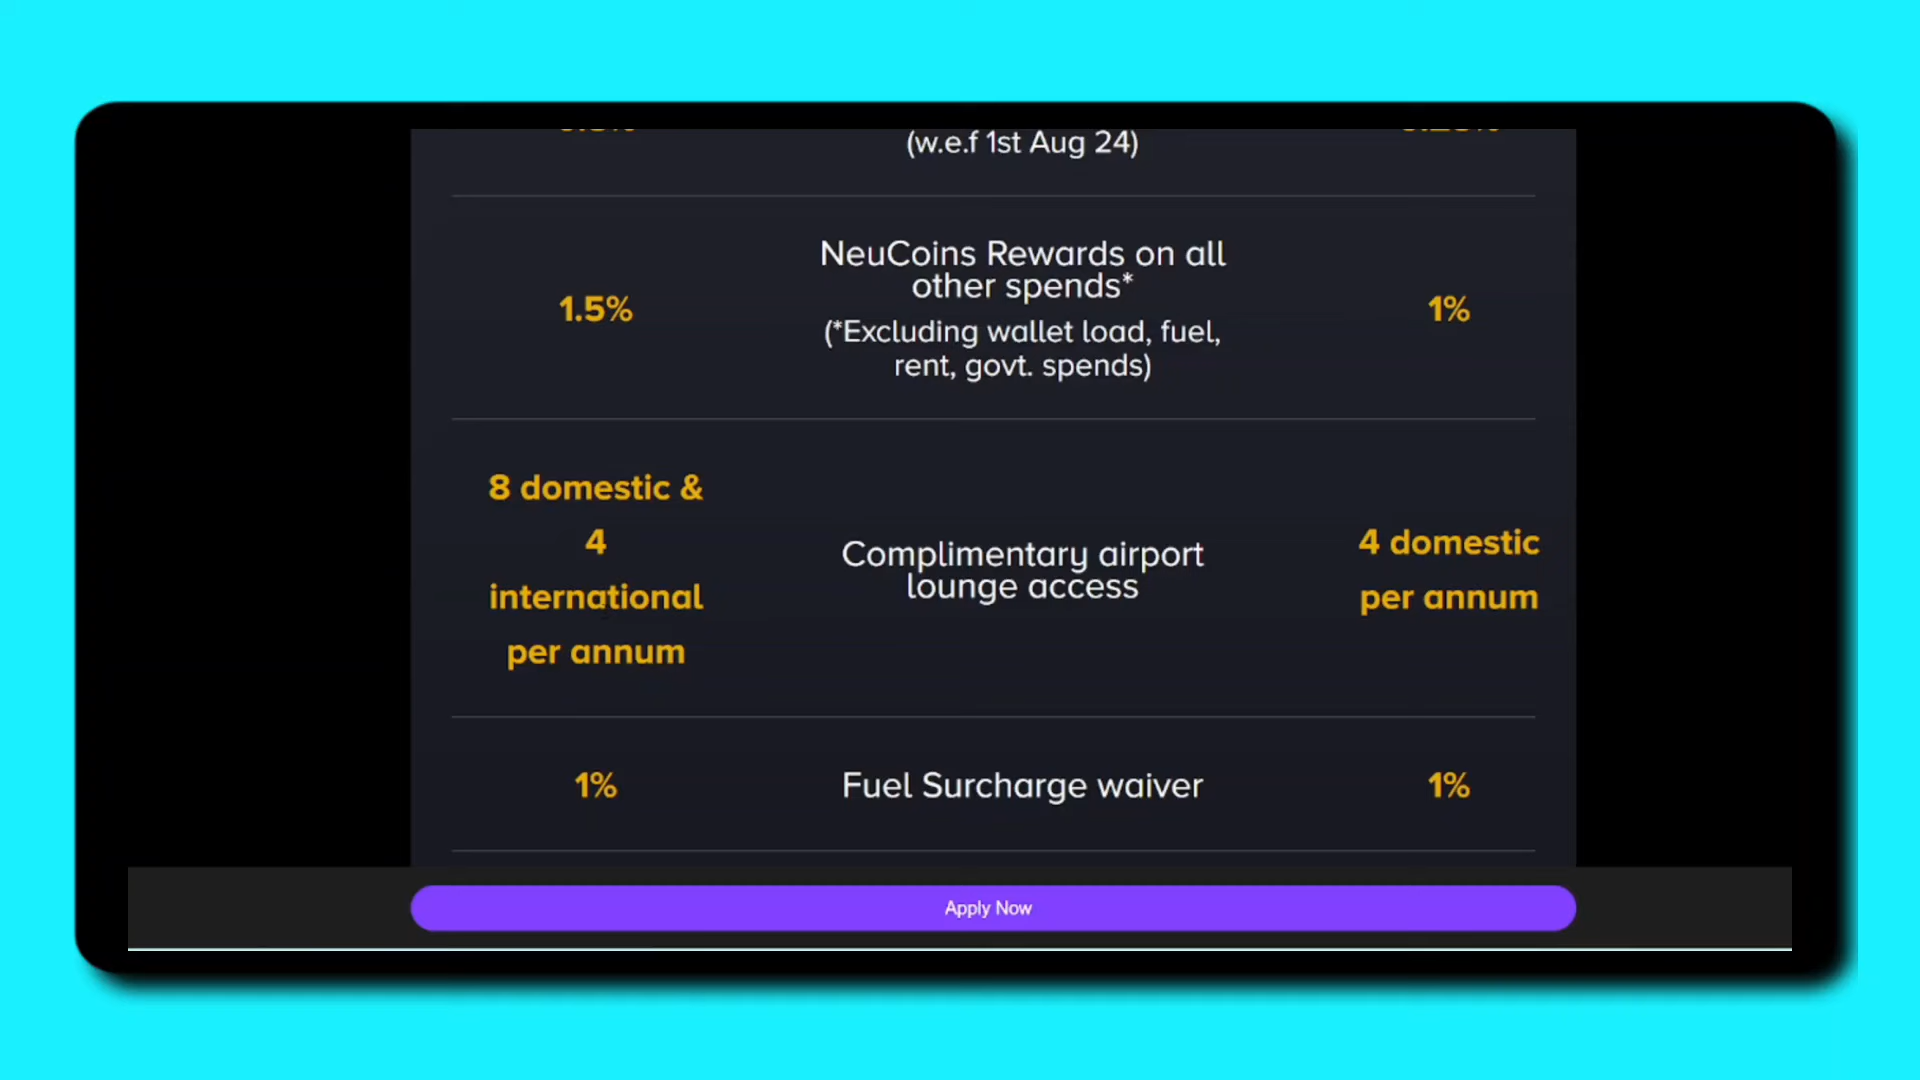 (w.e.f 1st Aug 24)
NeuCoins Rewards on all
other spends*
1.5%
(*Excluding wallet load, fuel,
rent, govt. spends)
1%
8 domestic &
4
international
per annum
Complimentary airport
lounge access
4 domestic
per annum
1%
Fuel Surcharge waiver
1%
Apply Now